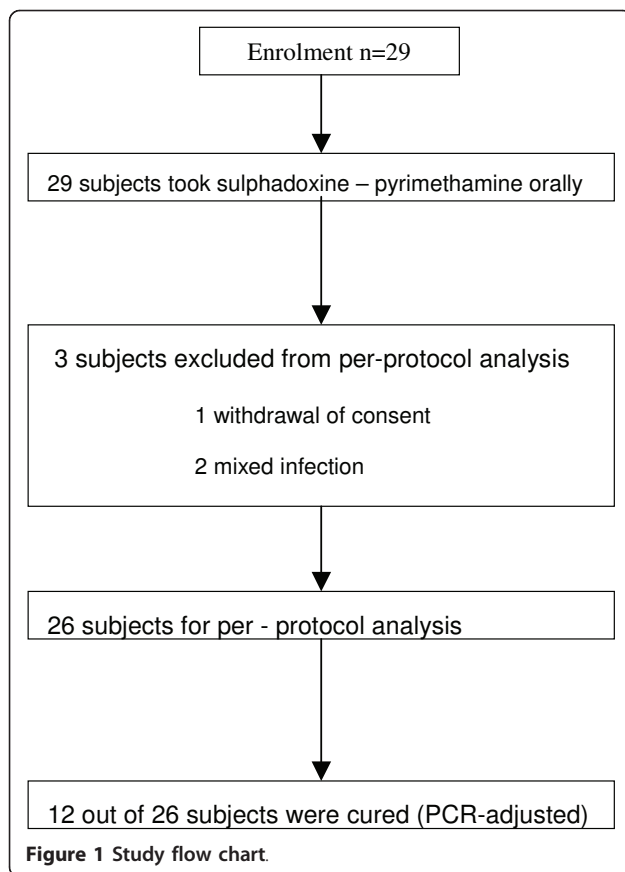 Enrolment n=29
29 subjects took sulphadoxine – pyrimethamine orally
3 subjects excluded from per-protocol analysis
1 withdrawal of consent
2 mixed infection
26 subjects for per - protocol analysis
12 out of 26 subjects were cured (PCR-adjusted)
Figure 1 Study flow chart.